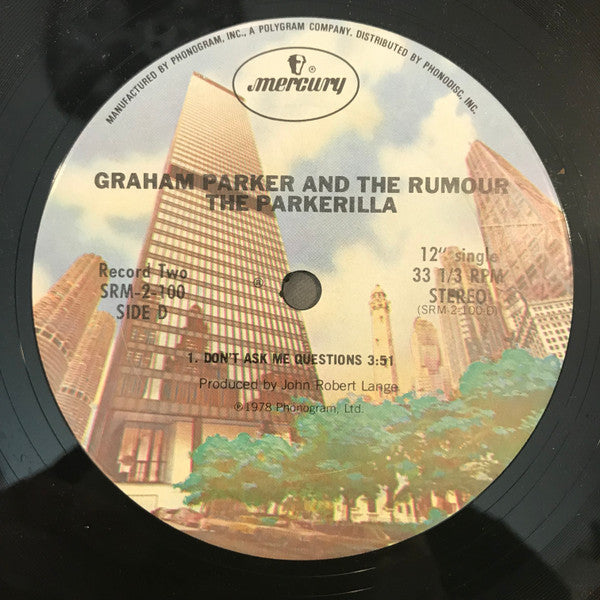 MANUFACTURED BY PHONOGRAM, INC., A POLYGRAM COMPANY. DISTRIBUTED BY PHONODISC, INC.
mercury®
GRAHAM PARKER AND THE RUMOUR
THE PARKERILLA
Record Two
SRM-2-100
SIDE D
12" single
33 1/3 RPM
STEREO
(SRM-2-100-D)
1. DON'T ASK ME QUESTIONS 3:51
Produced by John Robert Lange
℗1978 Phonogram, Ltd.